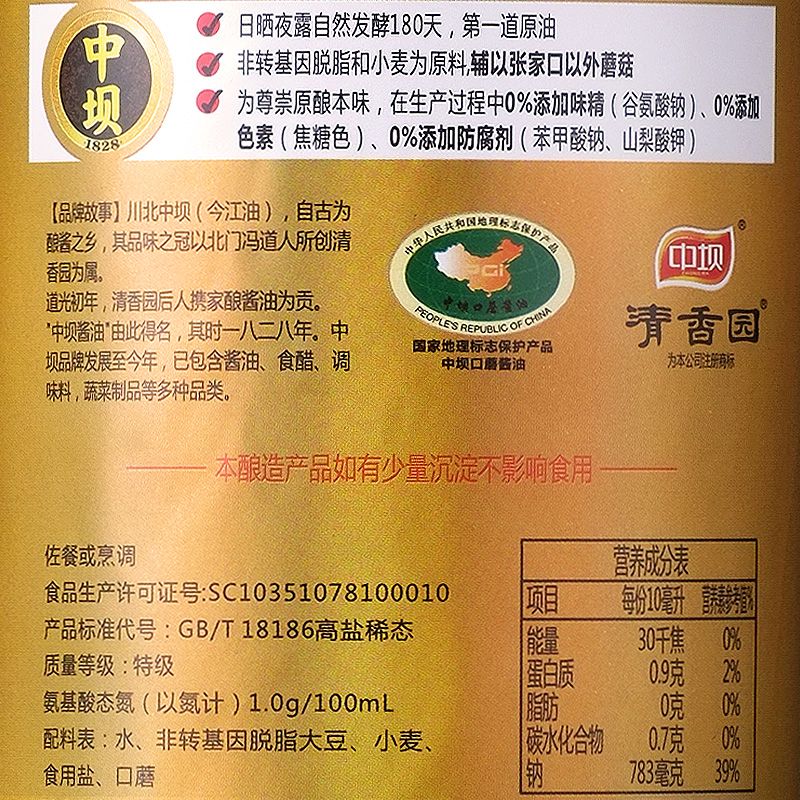 中坝
1828
日晒夜露自然发酵180天，第一道原油
非转基因脱脂和小麦为原料,辅以张家口以外蘑菇
为尊崇原酿本味，在生产过程中0%添加味精（谷氨酸钠）、0%添加
色素（焦糖色）、0%添加防腐剂（苯甲酸钠、山梨酸钾）
【品牌故事】川北中坝（今江油），自古为
酿酱之乡，其品味之冠以北门冯道人所创清
香园为属。
道光初年，清香园后人携家酿酱油为贡。
"中坝酱油"由此得名，其时一八二八年。中
坝品牌发展至今年，已包含酱油、食醋、调
味料，蔬菜制品等多种品类。
中华人民共和国地理标志保护产品
PGI
中坝口蘑酱油
PEOPLE'S REPUBLIC OF CHINA
国家地理标志保护产品
中坝口蘑酱油
中坝®
清香园®
为本公司注册商标
本酿造产品如有少量沉淀不影响食用
佐餐或烹调
食品生产许可证号:SC10351078100010
产品标准代号：GB/T 18186高盐稀态
质量等级：特级
氨基酸态氮（以氮计）1.0g/100mL
配料表：水、非转基因脱脂大豆、小麦、
食用盐、口蘑
营养成分表
项目 每份10毫升 营养素参考值%
能量 30千焦 0%
蛋白质 0.9克 2%
脂肪 0克 0%
碳水化合物 0.7克 0%
钠 783毫克 39%